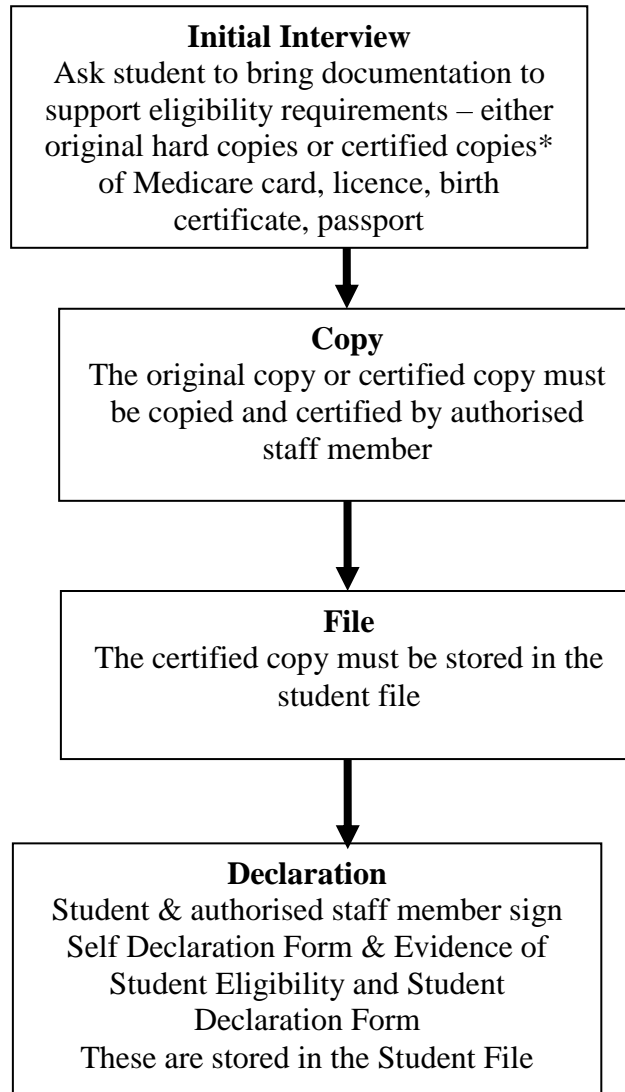 Initial Interview
Ask student to bring documentation to
support eligibility requirements – either
original hard copies or certified copies*
of Medicare card, licence, birth
certificate, passport
Copy
The original copy or certified copy must
be copied and certified by authorised
staff member
File
The certified copy must be stored in the
student file
Declaration
Student & authorised staff member sign
Self Declaration Form & Evidence of
Student Eligibility and Student
Declaration Form
These are stored in the Student File